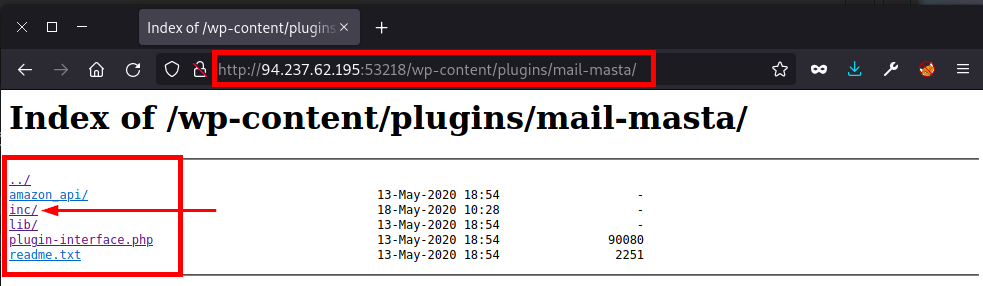 Index of /wp-content/plugins
http://94.237.62.195:53218/wp-content/plugins/mail-masta/
Index of /wp-content/plugins/mail-masta/
../
amazon_api/ 13-May-2020 18:54 -
inc/ 18-May-2020 10:28 -
lib/ 13-May-2020 18:54 -
plugin-interface.php 13-May-2020 18:54 90080
readme.txt 13-May-2020 18:54 2251